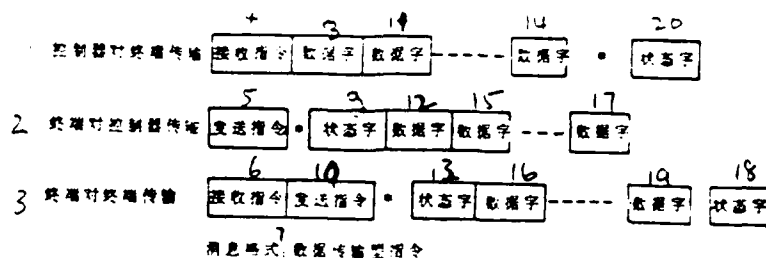 4 3 11 14 20
控制器对终端传输 接收指令 数据字 数据字 ----- 数据字 * 状态字
5 9 12 15 17
2 终端对控制器传输 发送指令 * 状态字 数据字 数据字 --- 数据字
6 10 13 16 19 18
3 终端对终端传输 接收指令 发送指令 * 状态字 数据字 ----- 数据字 状态字
7
消息格式:数据传输型指令